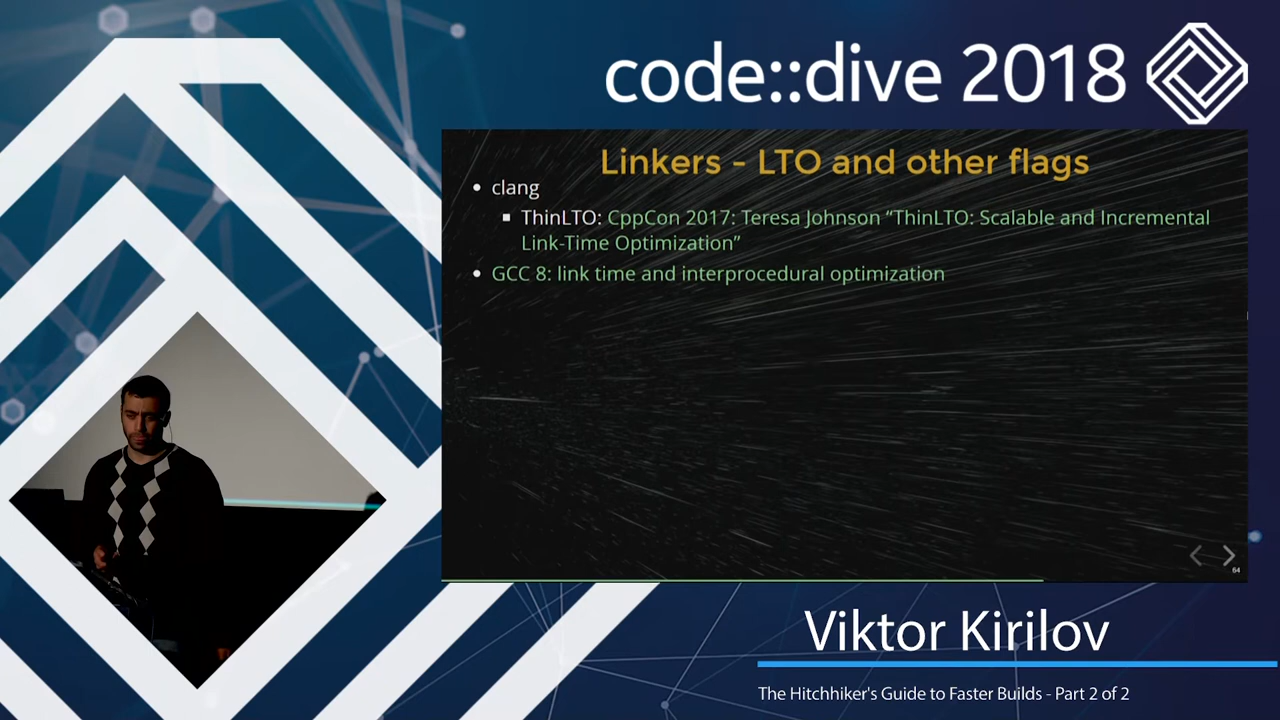 code::dive 2018
Linkers - LTO and other flags
• clang
▪ ThinLTO: CppCon 2017: Teresa Johnson “ThinLTO: Scalable and Incremental
Link-Time Optimization”
• GCC 8: link time and interprocedural optimization
64
Viktor Kirilov
The Hitchhiker's Guide to Faster Builds - Part 2 of 2